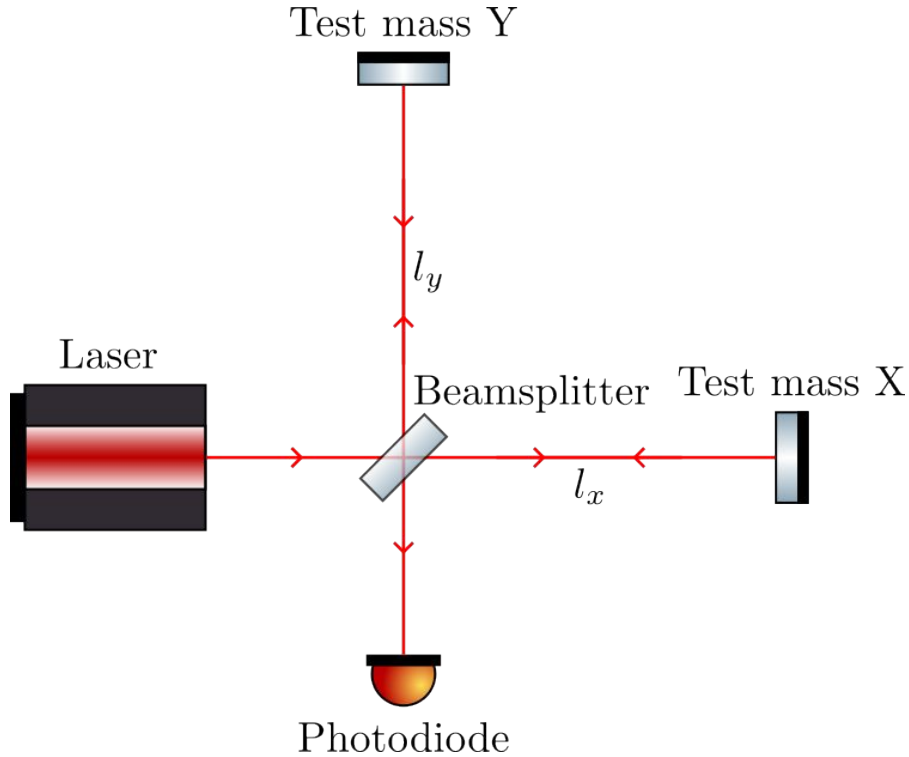 Test mass Y
l_y
Laser
Beamsplitter
Test mass X
l_x
Photodiode